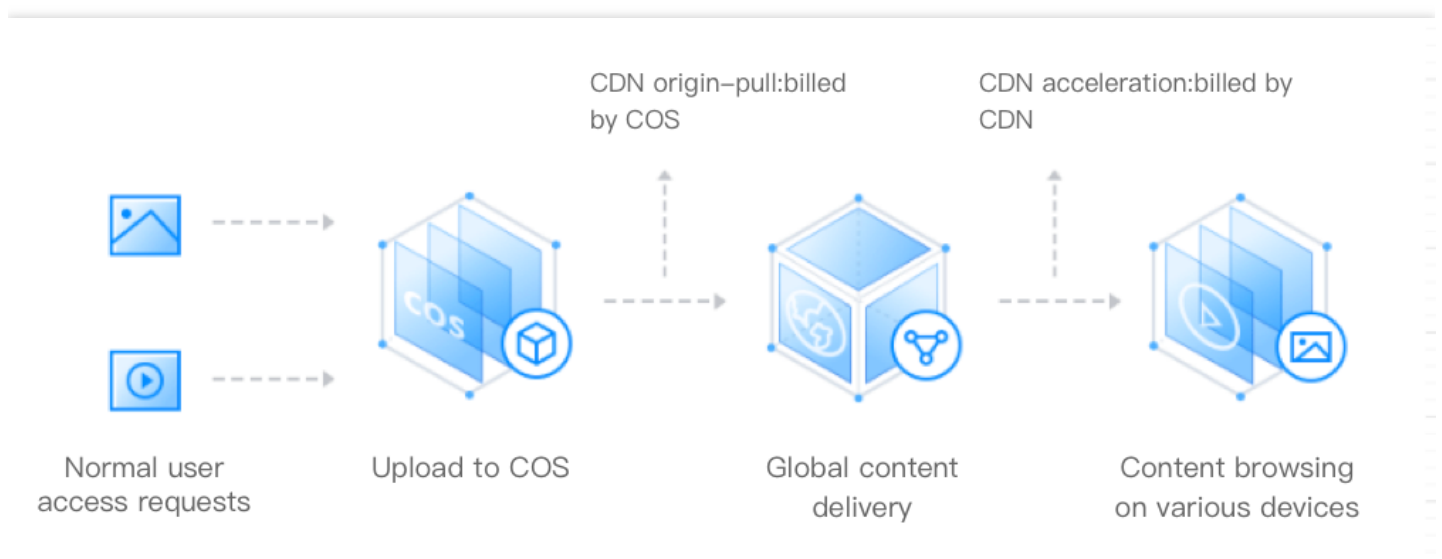 CDN origin-pull:billed
by COS
CDN acceleration:billed by
CDN
COS
Normal user
access requests
Upload to COS
Global content
delivery
Content browsing
on various devices